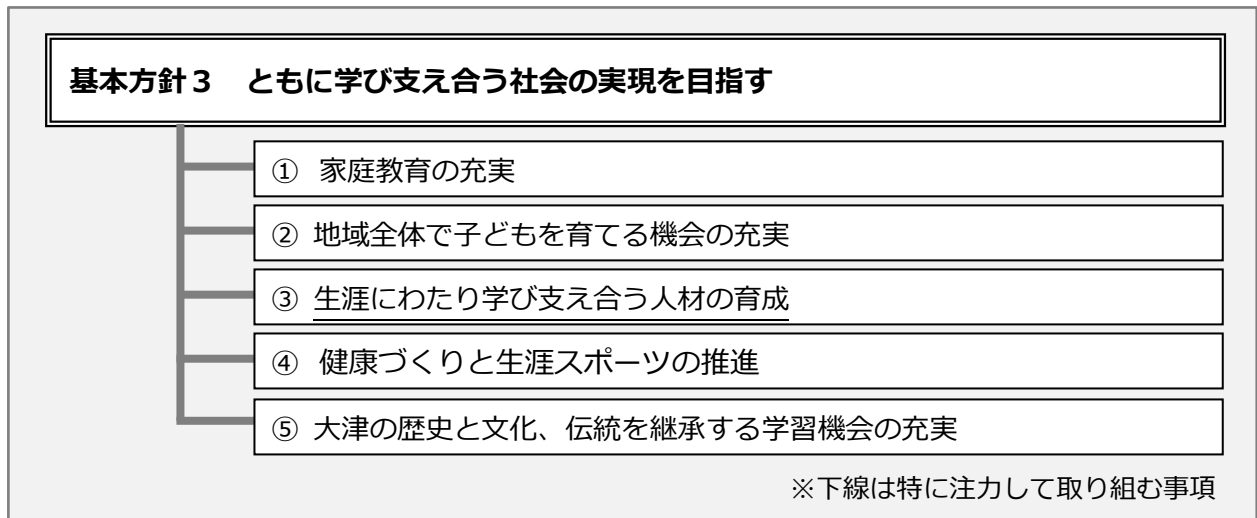 基本方針３　ともに学び支え合う社会の実現を目指す
① 家庭教育の充実
② 地域全体で子どもを育てる機会の充実
③ 生涯にわたり学び支え合う人材の育成
④ 健康づくりと生涯スポーツの推進
⑤ 大津の歴史と文化、伝統を継承する学習機会の充実
※下線は特に注力して取り組む事項